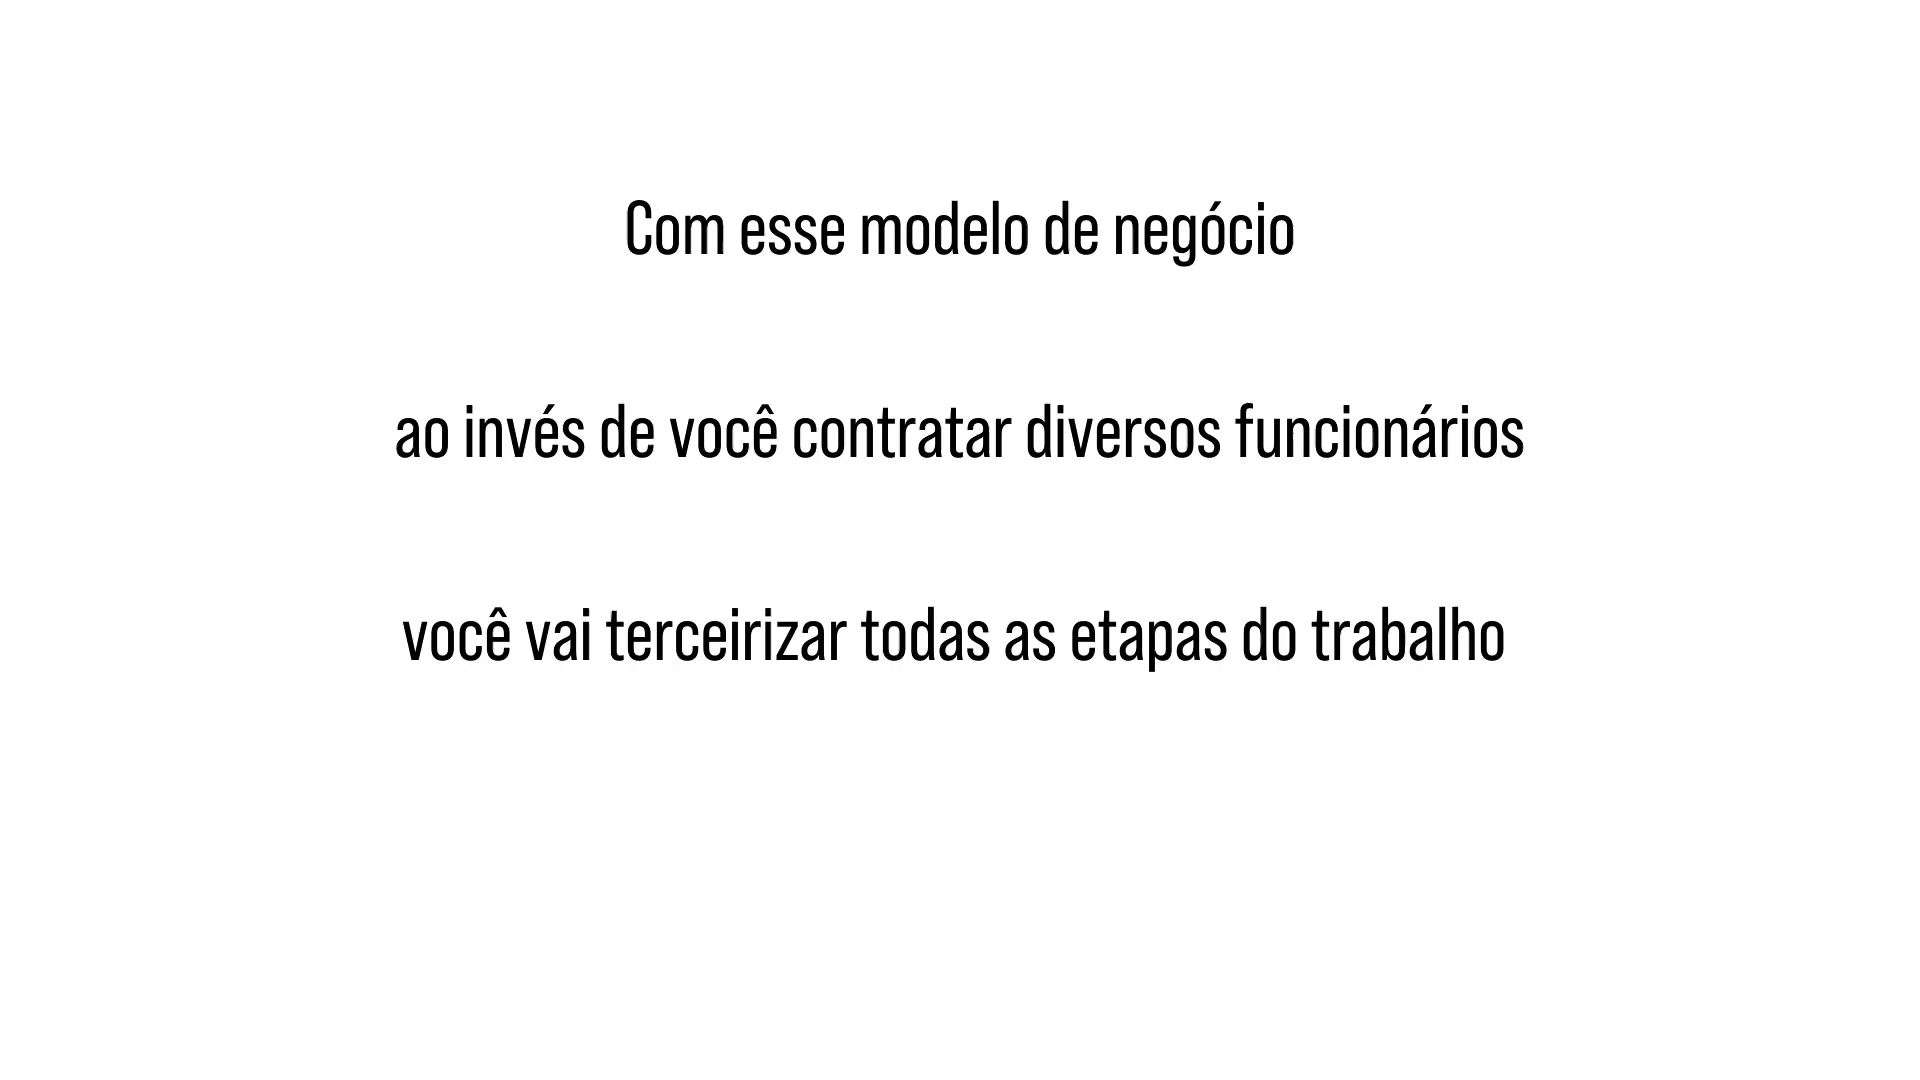 Com esse modelo de negócio
ao invés de você contratar diversos funcionários
você vai terceirizar todas as etapas do trabalho